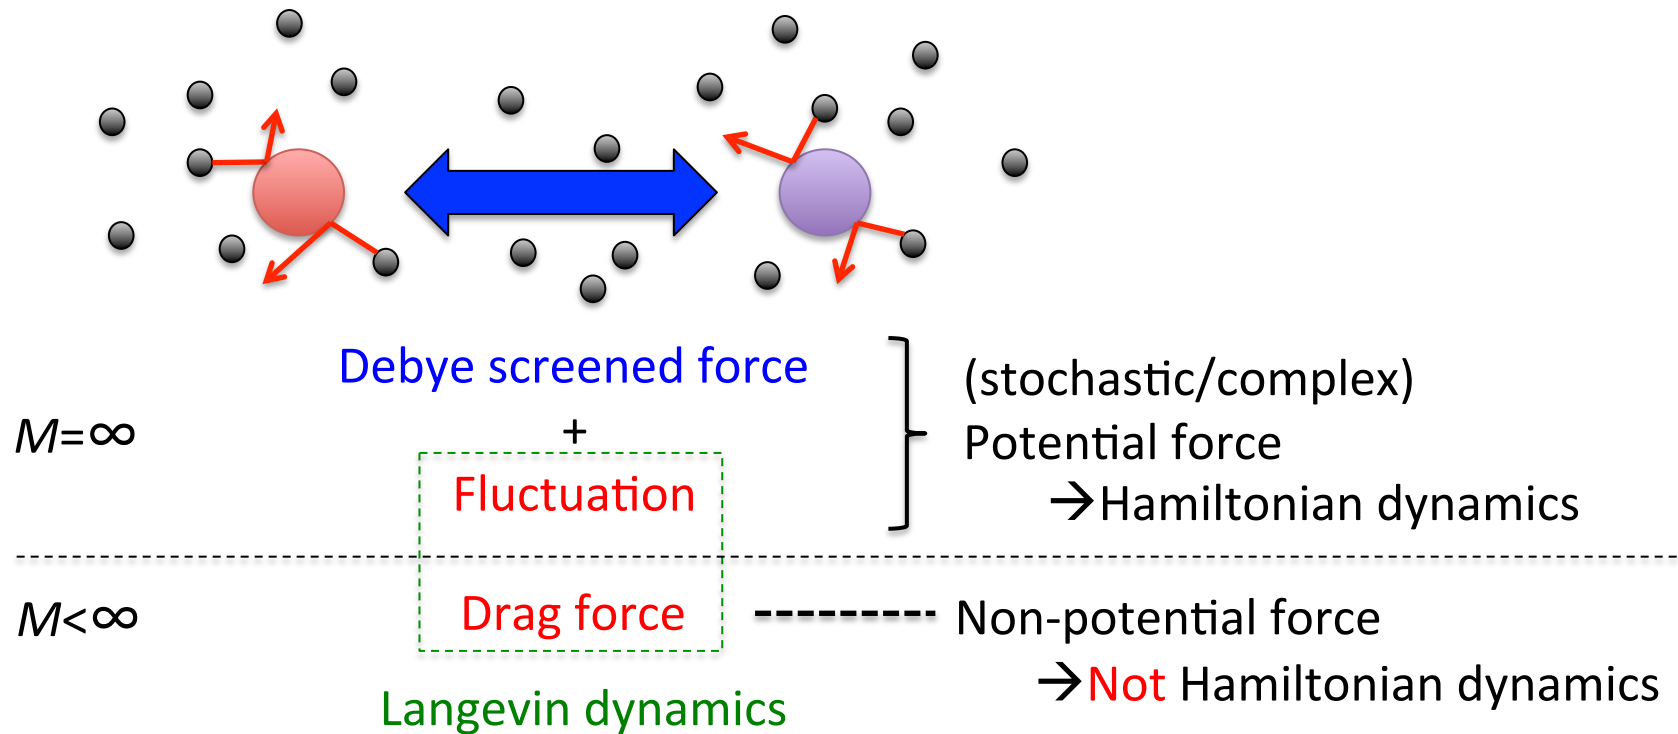 Debye screened force
(stochastic/complex)
M=∞
+
Potential force
Fluctuation
→Hamiltonian dynamics
M<∞
Drag force
Non-potential force
→Not Hamiltonian dynamics
Langevin dynamics